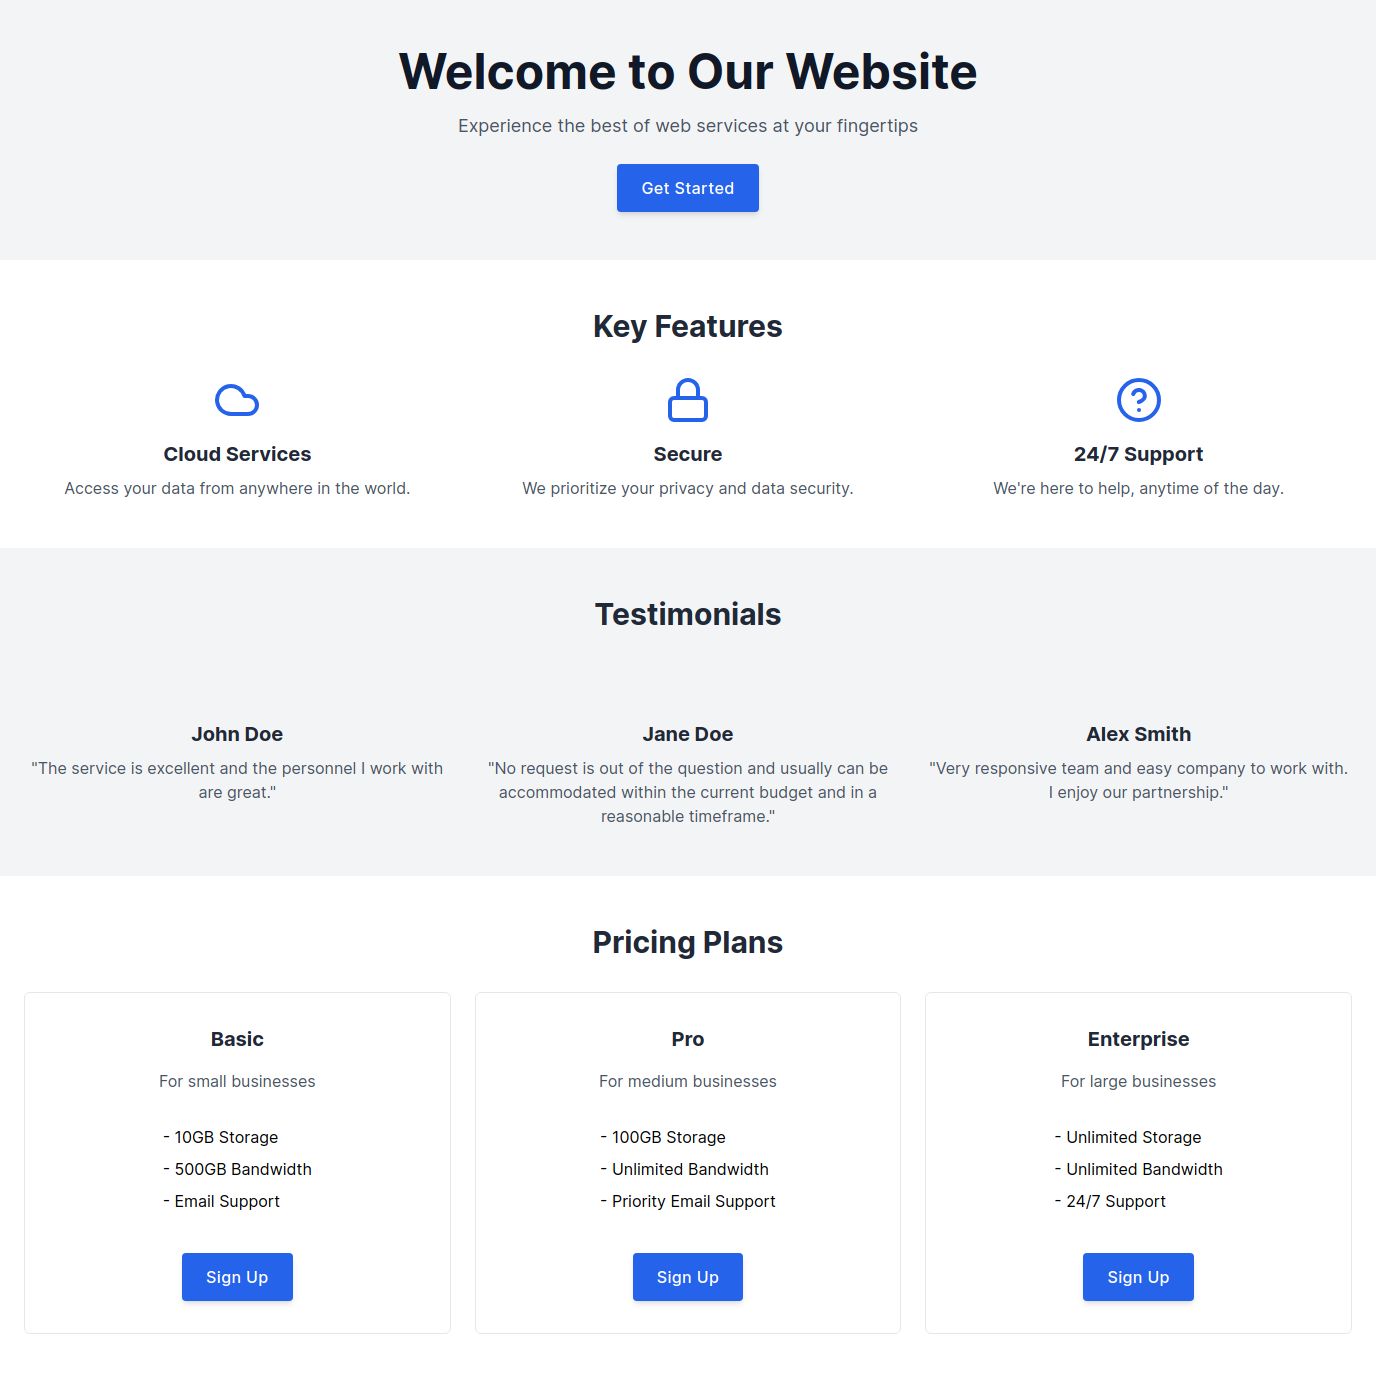 Welcome to Our Website
Experience the best of web services at your fingertips
Get Started
Key Features
Cloud Services
Access your data from anywhere in the world.
Secure
We prioritize your privacy and data security.
24/7 Support
We're here to help, anytime of the day.
Testimonials
John Doe
"The service is excellent and the personnel I work with
are great."
Jane Doe
"No request is out of the question and usually can be
accommodated within the current budget and in a
reasonable timeframe."
Alex Smith
"Very responsive team and easy company to work with.
I enjoy our partnership."
Pricing Plans
Basic
For small businesses
- 10GB Storage
- 500GB Bandwidth
- Email Support
Sign Up
Pro
For medium businesses
- 100GB Storage
- Unlimited Bandwidth
- Priority Email Support
Sign Up
Enterprise
For large businesses
- Unlimited Storage
- Unlimited Bandwidth
- 24/7 Support
Sign Up